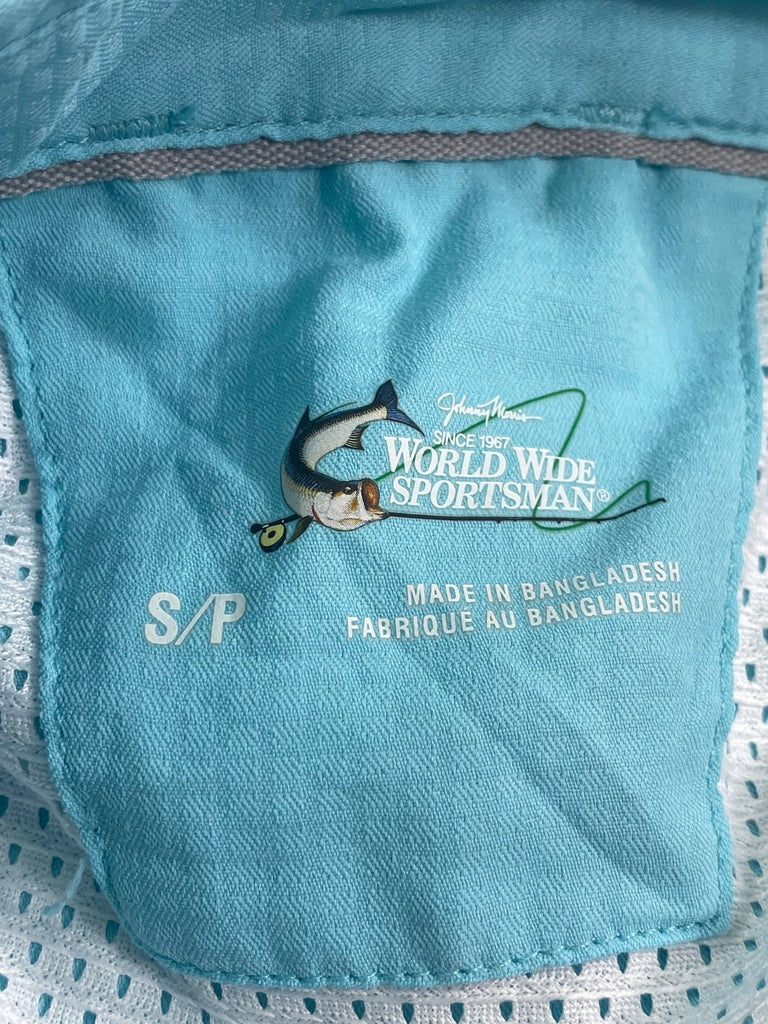 Johnny Morris
SINCE 1967
WORLD WIDE
SPORTSMAN®
S/P
MADE IN BANGLADESH
FABRIQUÉ AU BANGLADESH